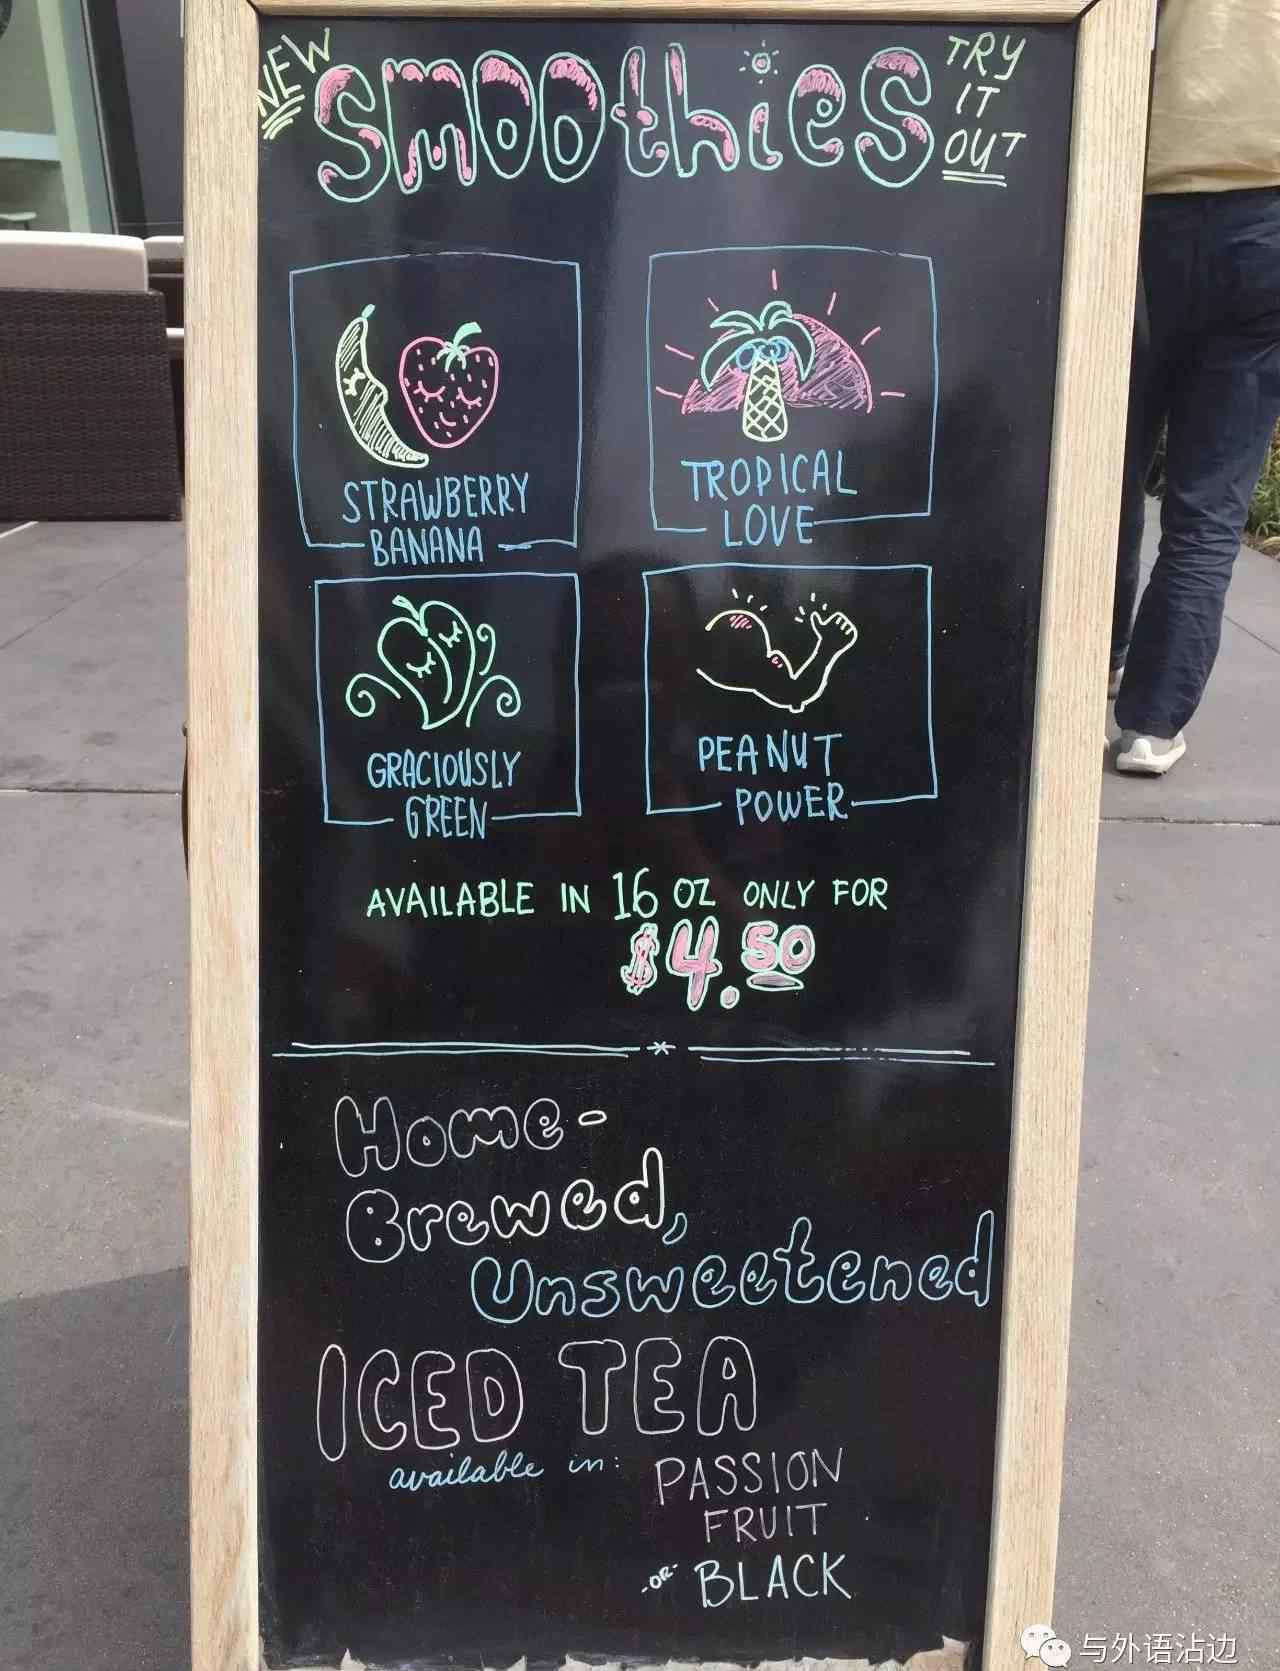 NEW
SmOOthieS
TRY
IT
OUT
STRAWBERRY
BANANA
TROPICAL
LOVE
GRACIOUSLY
GREEN
PEANUT
POWER
AVAILABLE IN 16 OZ ONLY FOR
$4.50
Home-
Brewed,
Unsweetened
ICED TEA
available in:
PASSION
FRUIT
-OR- BLACK
与外语沾边